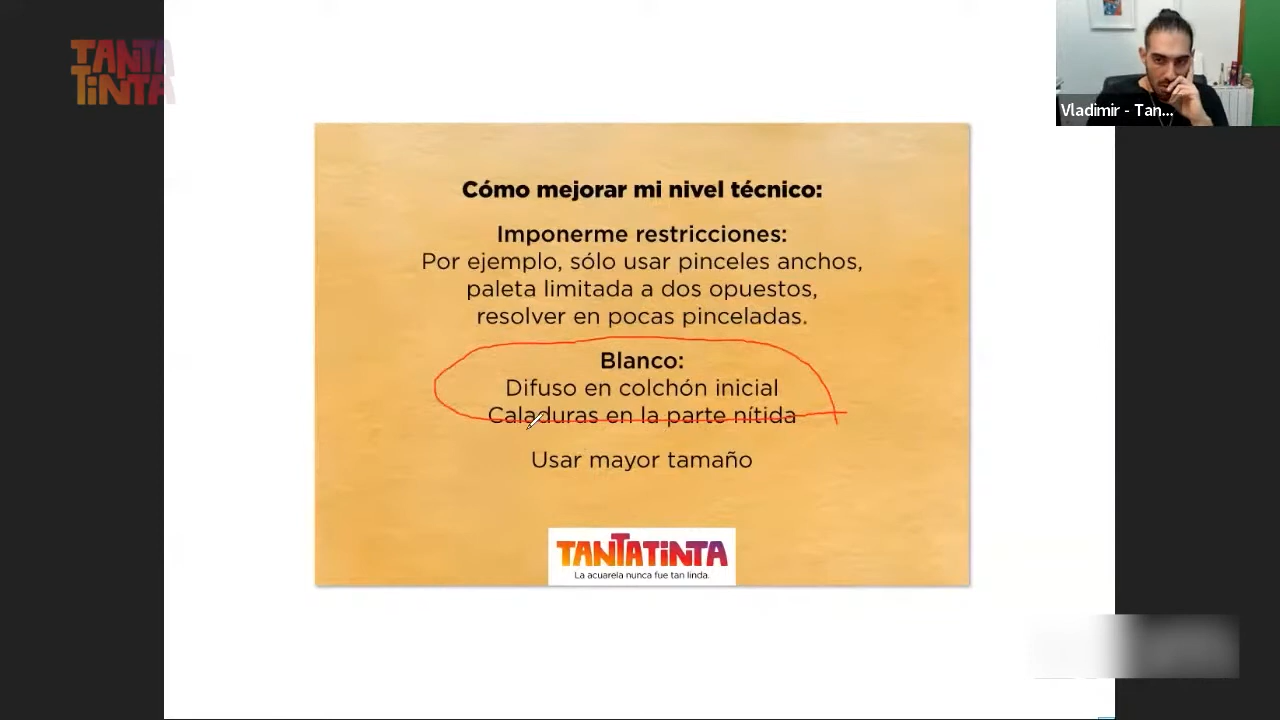 TANTA
TiNTA
Vladimir - Tan...
Cómo mejorar mi nivel técnico:
Imponerme restricciones:
Por ejemplo, sólo usar pinceles anchos,
paleta limitada a dos opuestos,
resolver en pocas pinceladas.
Blanco:
Difuso en colchón inicial
Caladuras en la parte nítida
Usar mayor tamaño
TANTATiNTA
La acuarela nunca fue tan linda.